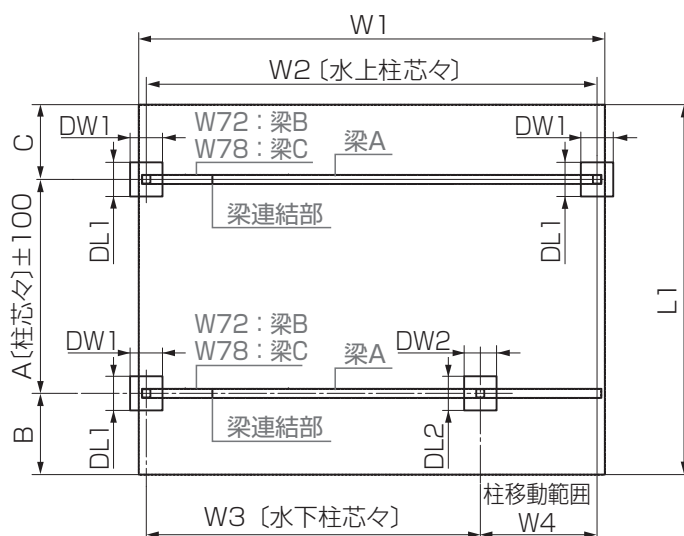 W1
W2〔水上柱芯々〕
C
DW1
W72：梁B
W78：梁C
梁A
DW1
DL1
梁連結部
DL1
A〔柱芯々〕±100
L1
DW1
W72：梁B
W78：梁C
梁A
DW2
B
DL1
梁連結部
DL2
W3〔水下柱芯々〕
柱移動範囲
W4